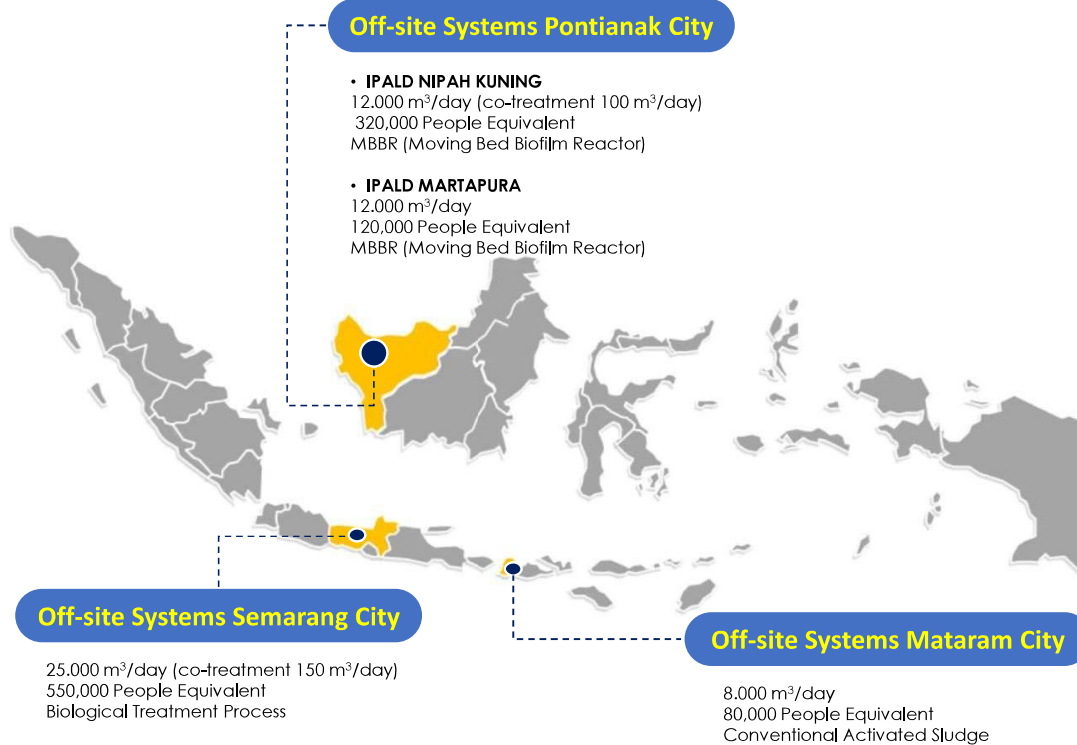 Off-site Systems Pontianak City
• IPALD NIPAH KUNING
12.000 m³/day (co-treatment 100 m³/day)
320,000 People Equivalent
MBBR (Moving Bed Biofilm Reactor)
• IPALD MARTAPURA
12.000 m³/day
120,000 People Equivalent
MBBR (Moving Bed Biofilm Reactor)
Off-site Systems Semarang City
25.000 m³/day (co-treatment 150 m³/day)
550,000 People Equivalent
Biological Treatment Process
Off-site Systems Mataram City
8.000 m³/day
80,000 People Equivalent
Conventional Activated Sludge